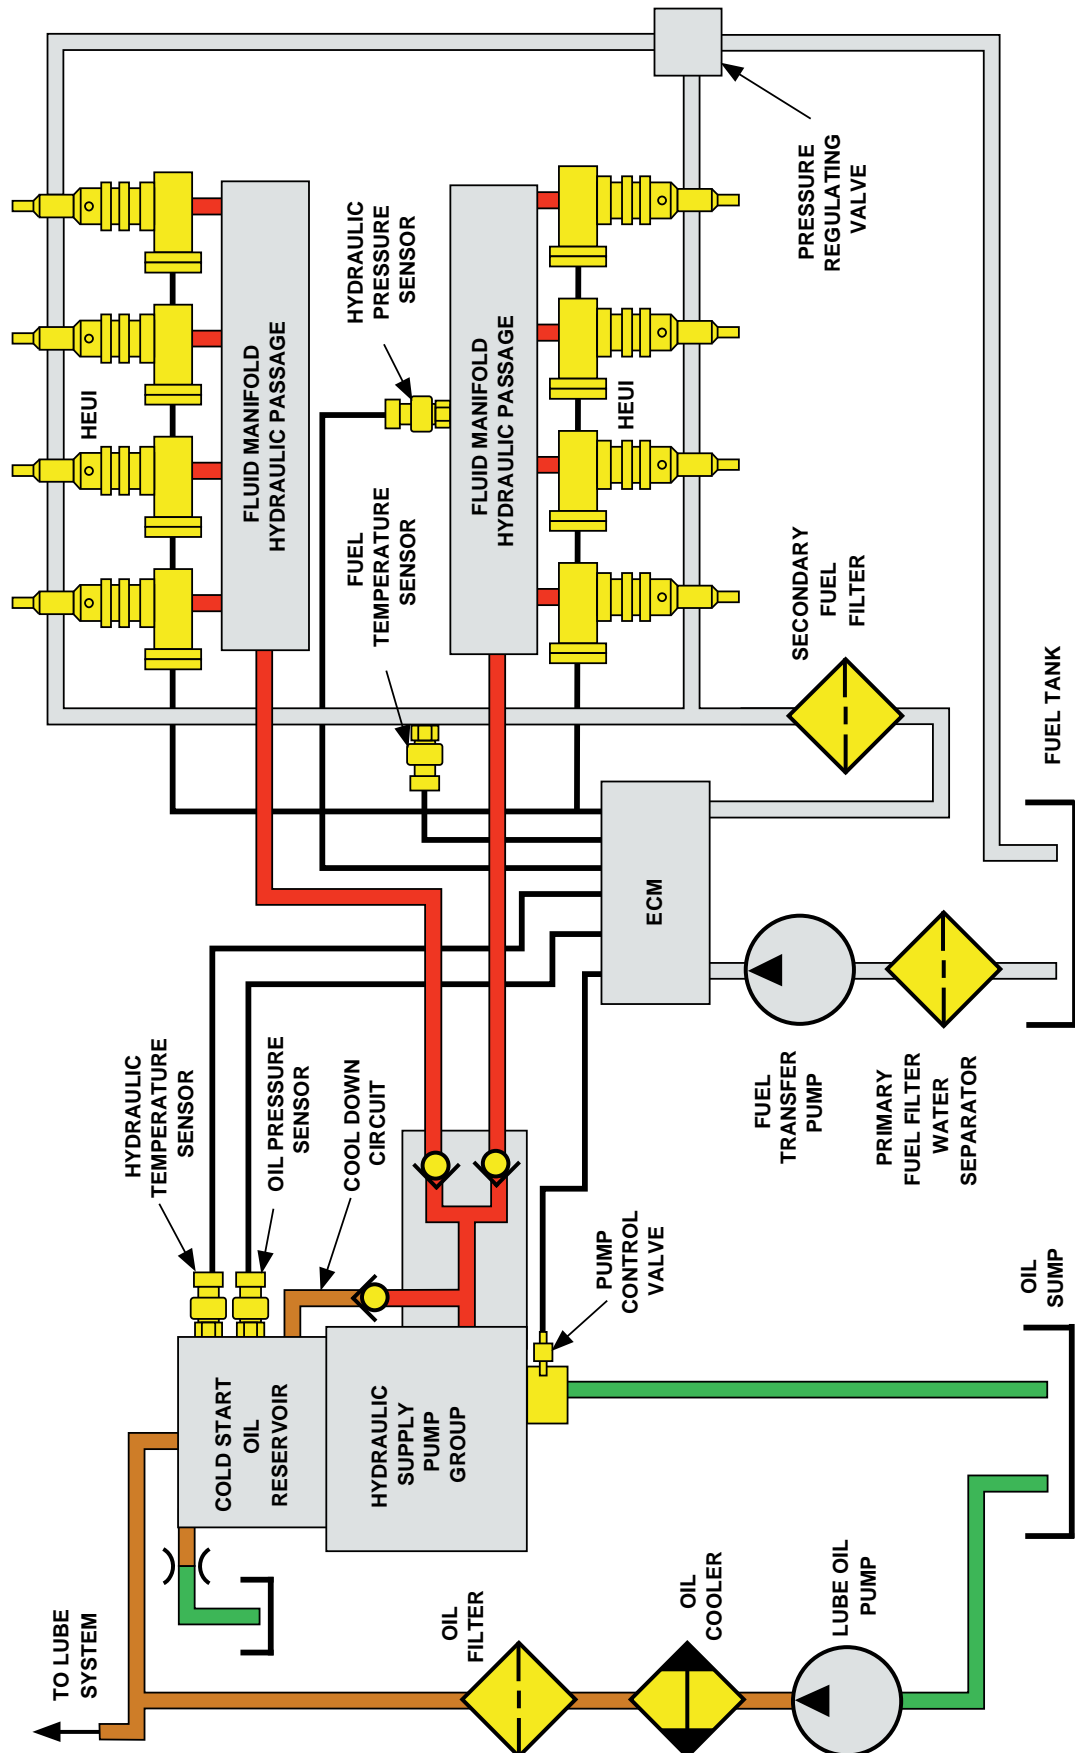 TO LUBE
SYSTEM
COLD START
OIL
RESERVOIR
HYDRAULIC
SUPPLY
PUMP
GROUP
OIL
FILTER
OIL
COOLER
LUBE OIL
PUMP
OIL
SUMP
PUMP
CONTROL
VALVE
HYDRAULIC
TEMPERATURE
SENSOR
OIL PRESSURE
SENSOR
COOL DOWN
CIRCUIT
FUEL
TRANSFER
PUMP
PRIMARY
FUEL FILTER
WATER
SEPARATOR
ECM
FUEL TANK
SECONDARY
FUEL
FILTER
FUEL
TEMPERATURE
SENSOR
HYDRAULIC
PRESSURE
SENSOR
HEUI
FLUID MANIFOLD
HYDRAULIC PASSAGE
FLUID MANIFOLD
HYDRAULIC PASSAGE
HEUI
PRESSURE
REGULATING
VALVE